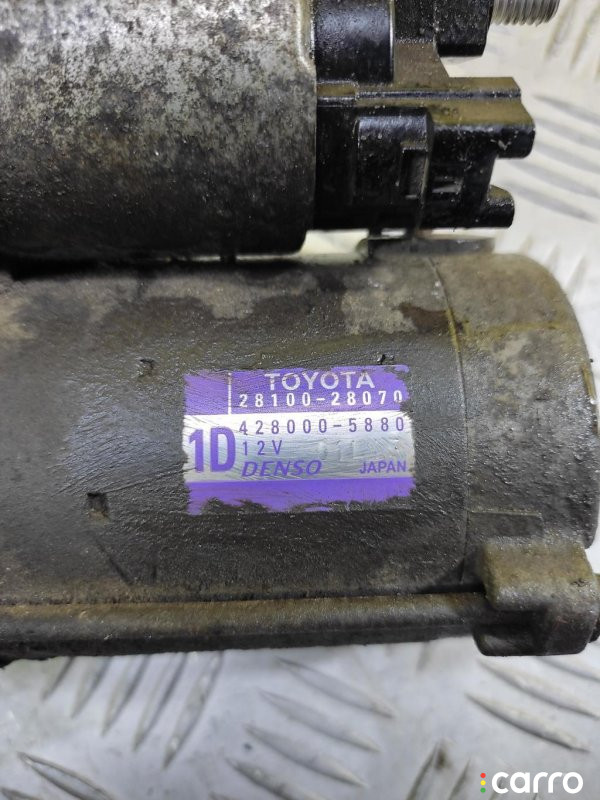 TOYOTA
28100-28070
428000-5880
1D
12V
DENSO JAPAN
carro